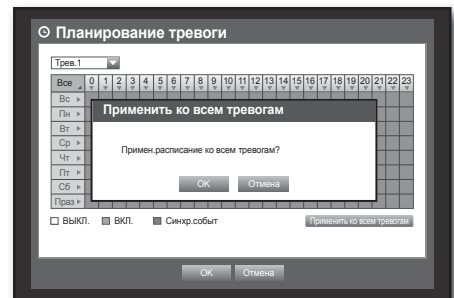 Планирование тревоги
Трев.1
Все 0 1 2 3 4 5 6 7 8 9 10 11 12 13 14 15 16 17 18 19 20 21 22 23
Вс
Пн
Вт
Ср
Чт
Пт
Сб
Праз
Применить ко всем тревогам
Примен.расписание ко всем тревогам?
OK Отмена
ВЫКЛ. ВКЛ. Синхр.событ Применить ко всем тревогам
OK Отмена